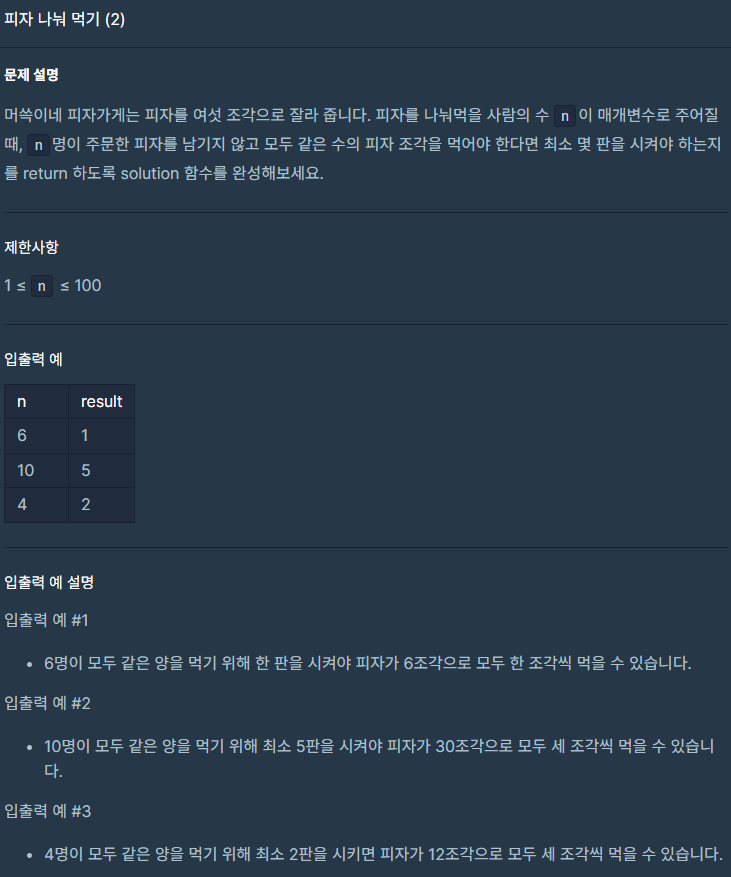 피자 나눠 먹기 (2)
문제 설명
머쓱이네 피자가게는 피자를 여섯 조각으로 잘라 줍니다. 피자를 나눠먹을 사람의 수 n이 매개변수로 주어질
때, n명이 주문한 피자를 남기지 않고 모두 같은 수의 피자 조각을 먹어야 한다면 최소 몇 판을 시켜야 하는지
를 return 하도록 solution 함수를 완성해보세요.
제한사항
1 ≤ n ≤ 100
입출력 예
n result
6 1
10 5
4 2
입출력 예 설명
입출력 예 #1
• 6명이 모두 같은 양을 먹기 위해 한 판을 시켜야 피자가 6조각으로 모두 한 조각씩 먹을 수 있습니다.
입출력 예 #2
• 10명이 모두 같은 양을 먹기 위해 최소 5판을 시켜야 피자가 30조각으로 모두 세 조각씩 먹을 수 있습니
다.
입출력 예 #3
• 4명이 모두 같은 양을 먹기 위해 최소 2판을 시키면 피자가 12조각으로 모두 세 조각씩 먹을 수 있습니다.